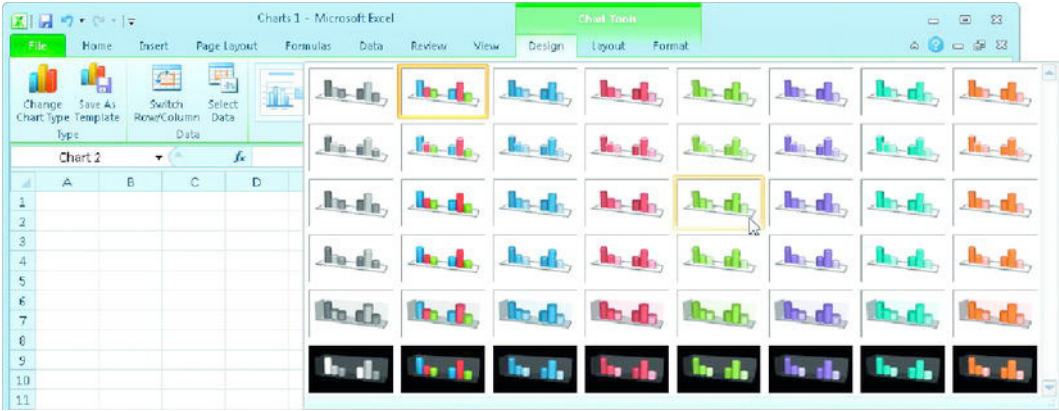 Charts 1 - Microsoft Excel
Chart Tools
File Home Insert Page Layout Formulas Data Review View Design Layout Format
Change Chart Type
Save As Template
Switch Row/Column
Select Data
Type
Data
Chart 2
fx
A B C D
1
2
3
4
5
6
7
8
9
10
11